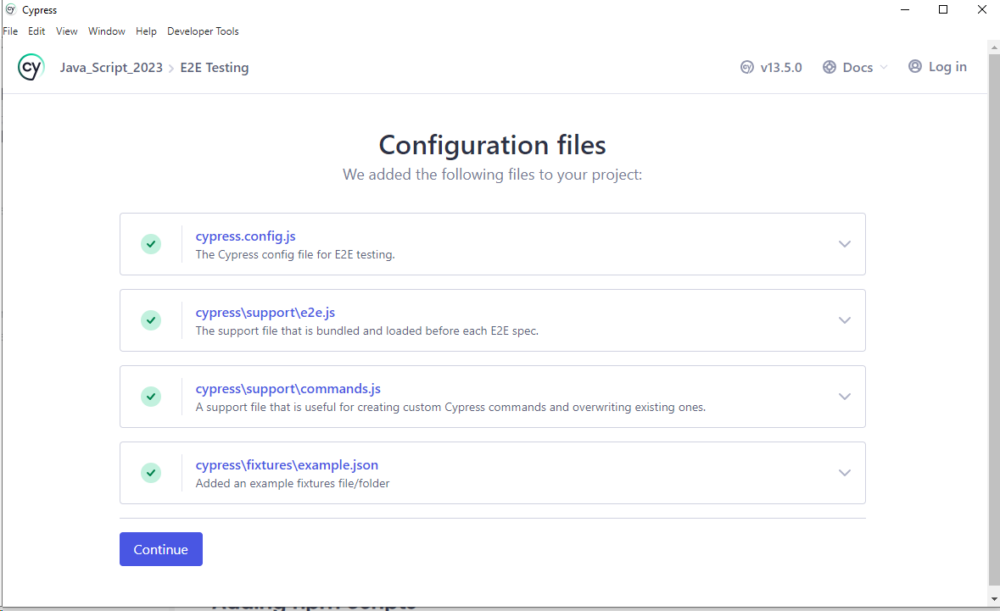 Cypress
File Edit View Window Help Developer Tools
cy Java_Script_2023 > E2E Testing v13.5.0 Docs Log in
Configuration files
We added the following files to your project:
cypress.config.js
The Cypress config file for E2E testing.
cypress\support\e2e.js
The support file that is bundled and loaded before each E2E spec.
cypress\support\commands.js
A support file that is useful for creating custom Cypress commands and overwriting existing ones.
cypress\fixtures\example.json
Added an example fixtures file/folder
Continue
Adding npm scripts